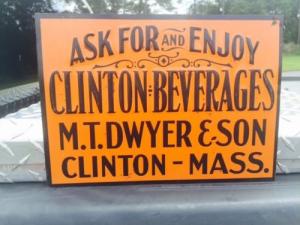 ASK FOR AND ENJOY
CLINTON BEVERAGES
M.T. DWYER & SON
CLINTON - MASS.